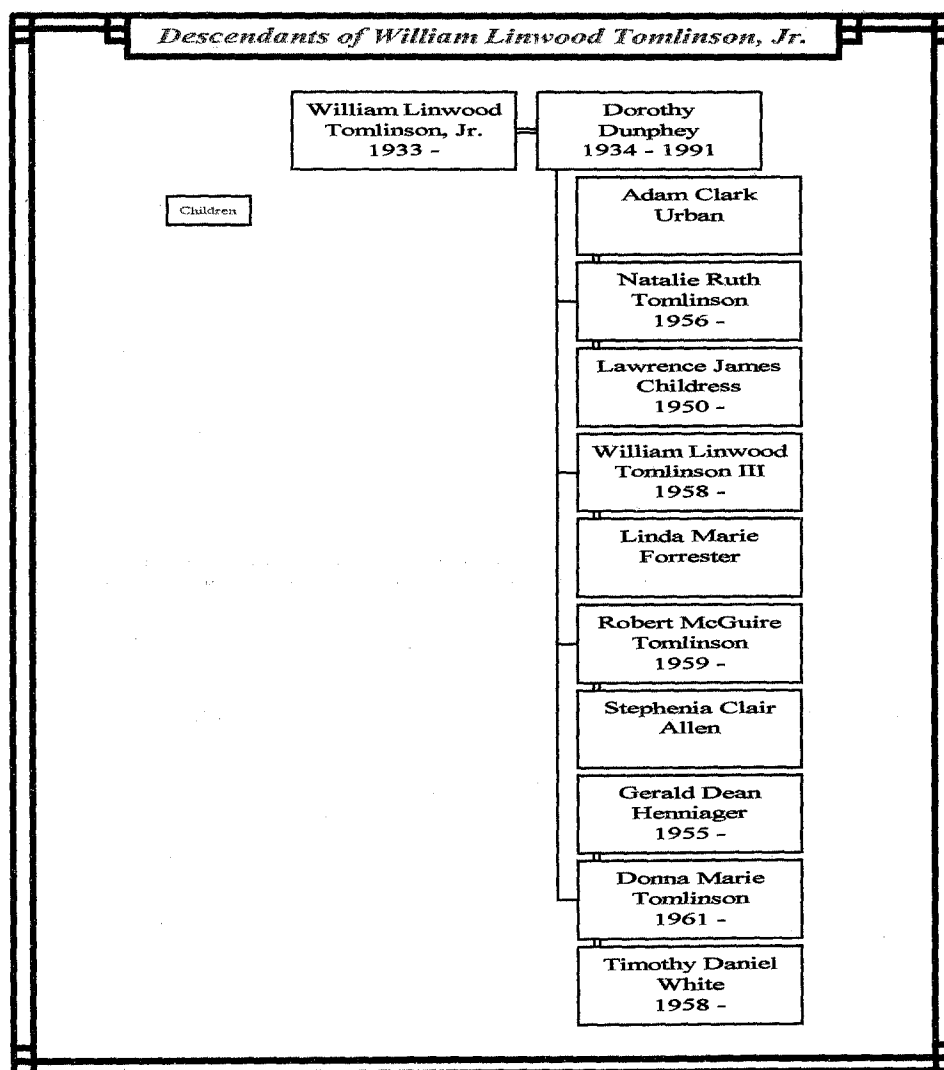 Descendants of William Linwood Tomlinson, Jr.
William Linwood
Tomlinson, Jr.
1933 -
Dorothy
Dunphey
1934 - 1991
Children
Adam Clark
Urban
Natalie Ruth
Tomlinson
1956 -
Lawrence James
Childress
1950 -
William Linwood
Tomlinson III
1958 -
Linda Marie
Forrester
Robert McGuire
Tomlinson
1959 -
Stephenia Clair
Allen
Gerald Dean
Henniager
1955 -
Donna Marie
Tomlinson
1961 -
Timothy Daniel
White
1958 -